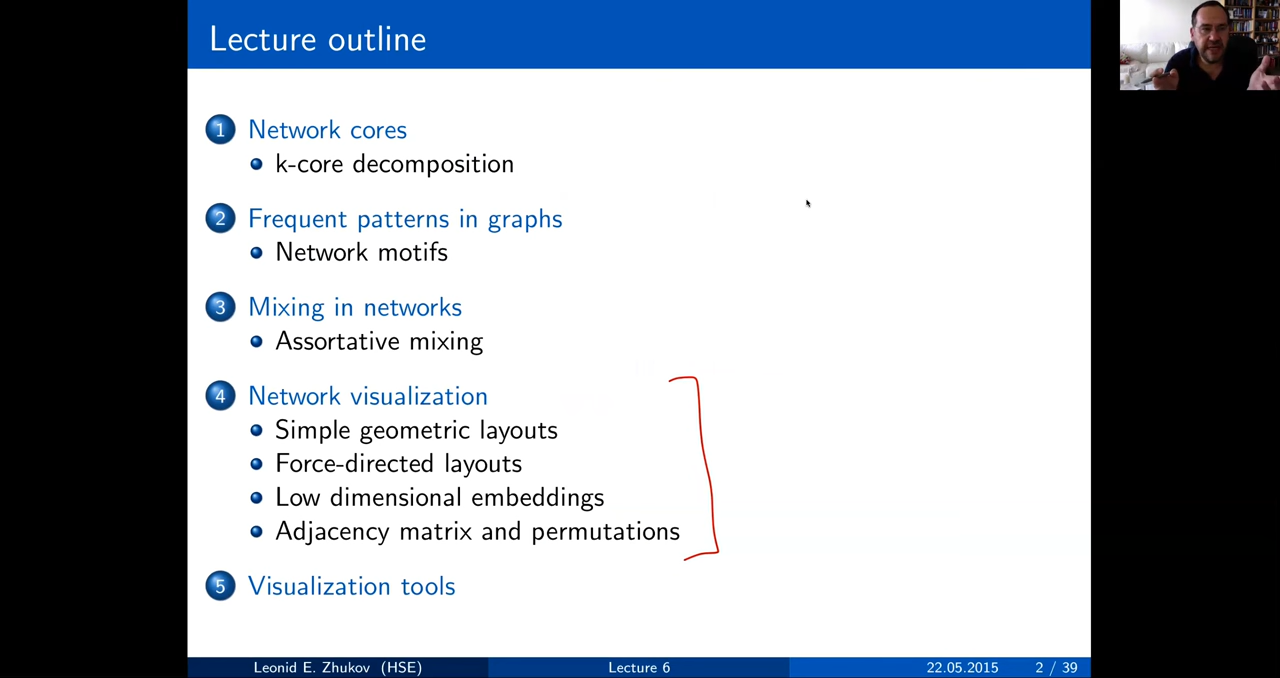 Lecture outline
1 Network cores
• k-core decomposition
2 Frequent patterns in graphs
• Network motifs
3 Mixing in networks
• Assortative mixing
4 Network visualization
• Simple geometric layouts
• Force-directed layouts
• Low dimensional embeddings
• Adjacency matrix and permutations
5 Visualization tools
Leonid E. Zhukov (HSE) Lecture 6 22.05.2015 2 / 39